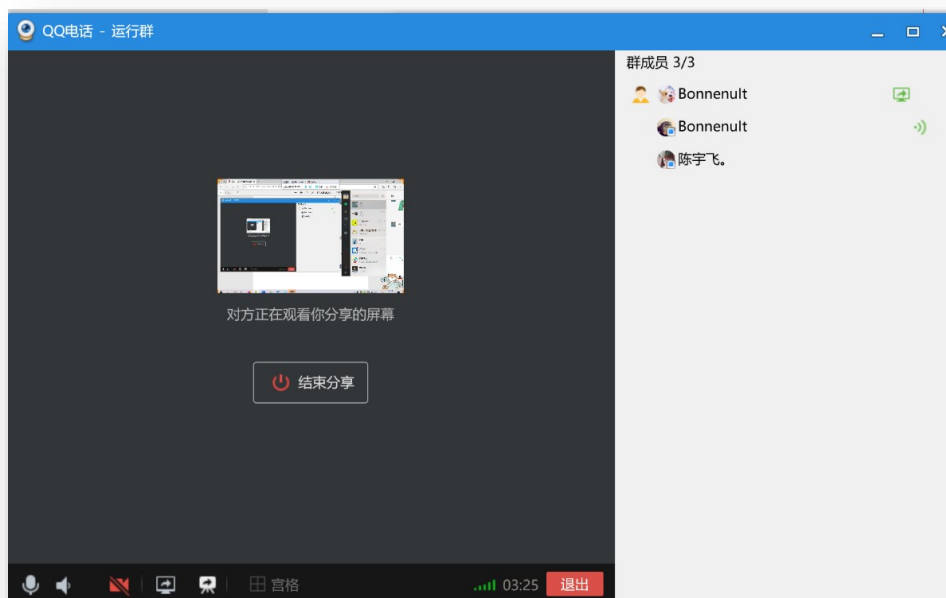 QQ电话 - 运行群
群成员 3/3
Bonnenult
Bonnenult
陈宇飞。
对方正在观看你分享的屏幕
结束分享
宫格
03:25
退出